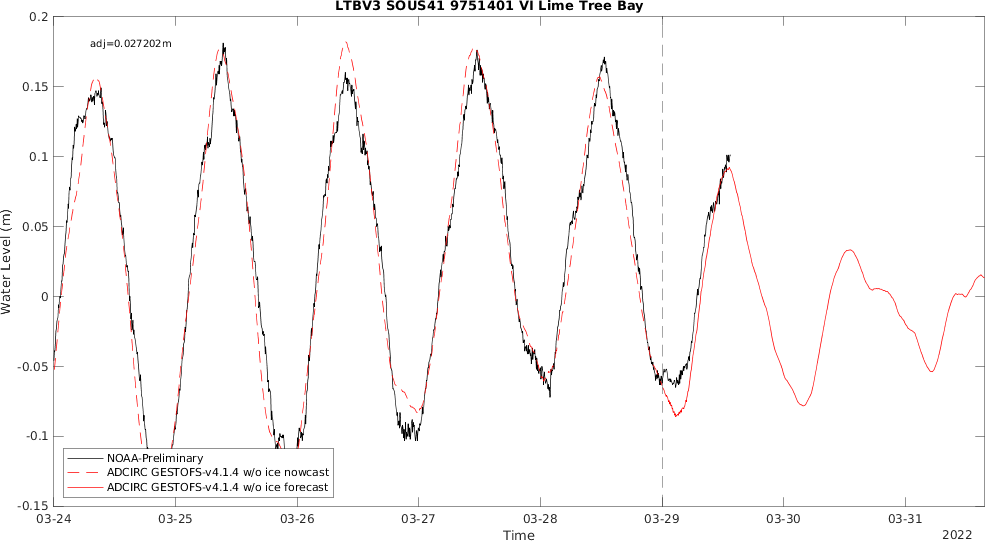 LTBV3 SOUS41 9751401 VI Lime Tree Bay
adj=0.027202m
0.2
0.15
0.1
0.05
0
-0.05
-0.1
-0.15
Water Level (m)
NOAA-Preliminary
ADCIRC GESTOFS-v4.1.4 w/o ice nowcast
ADCIRC GESTOFS-v4.1.4 w/o ice forecast
03-24 03-25 03-26 03-27 03-28 03-29 03-30 03-31
Time
2022